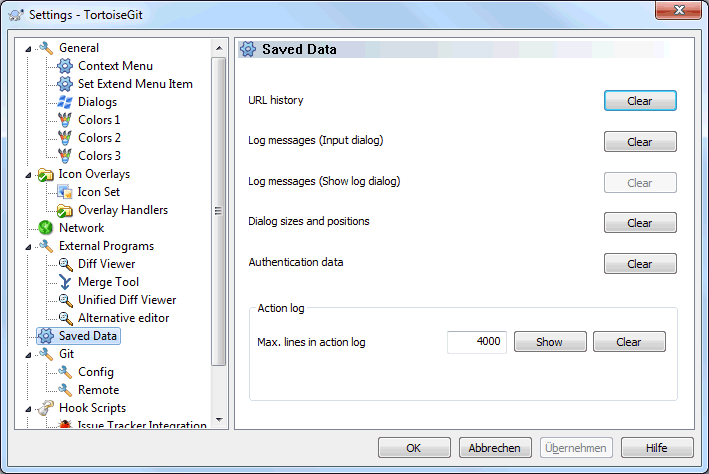 Settings - TortoiseGit
General
Context Menu
Set Extend Menu Item
Dialogs
Colors 1
Colors 2
Colors 3
Icon Overlays
Icon Set
Overlay Handlers
Network
External Programs
Diff Viewer
Merge Tool
Unified Diff Viewer
Alternative editor
Saved Data
Git
Config
Remote
Hook Scripts
Issue Tracker Integration
Saved Data
URL history Clear
Log messages (Input dialog) Clear
Log messages (Show log dialog) Clear
Dialog sizes and positions Clear
Authentication data Clear
Action log
Max. lines in action log 4000 Show Clear
OK Abbrechen Übernehmen Hilfe